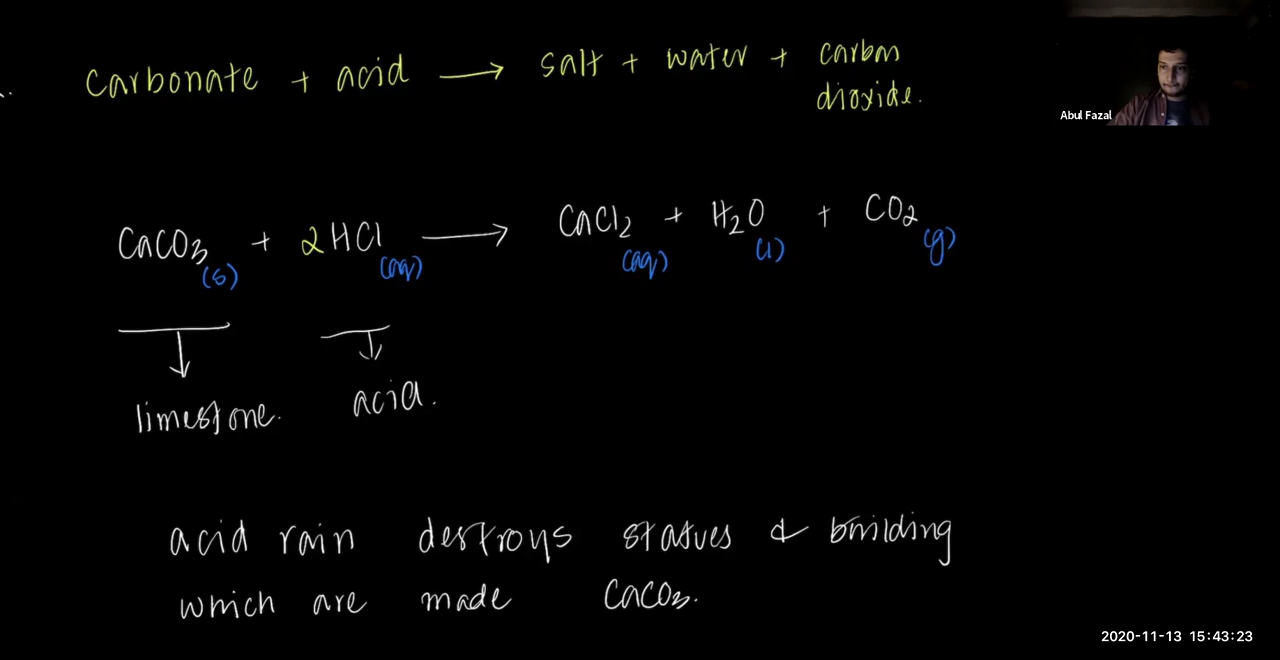 Carbonate + acid → salt + water + carbon
dioxide.
Abul Fazal
CaCO3(s) + 2HCl(aq) → CaCl2(aq) + H2O(l) + CO2(g)
limestone. acid.
acid rain destroys statues & building
which are made CaCO3.
2020-11-13 15:43:23